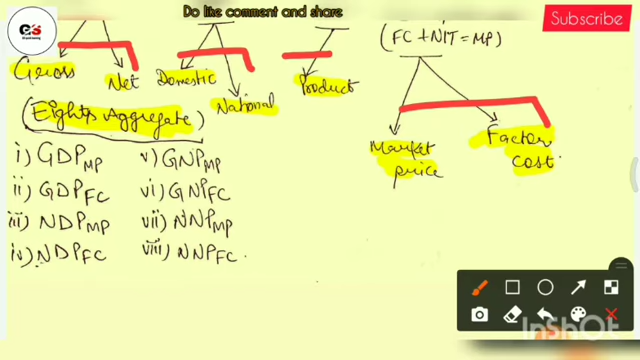 Do like comment and share
Subscribe
(FC + NIT = MP)
Gross Net Domestic National Product
Market price Factor cost
(Eights Aggregate)
i) GDPMP v) GNPMP
ii) GDPFC vi) GNPFC
iii) NDPMP vii) NNPMP
iv) NDPFC viii) NNPFC
InShot